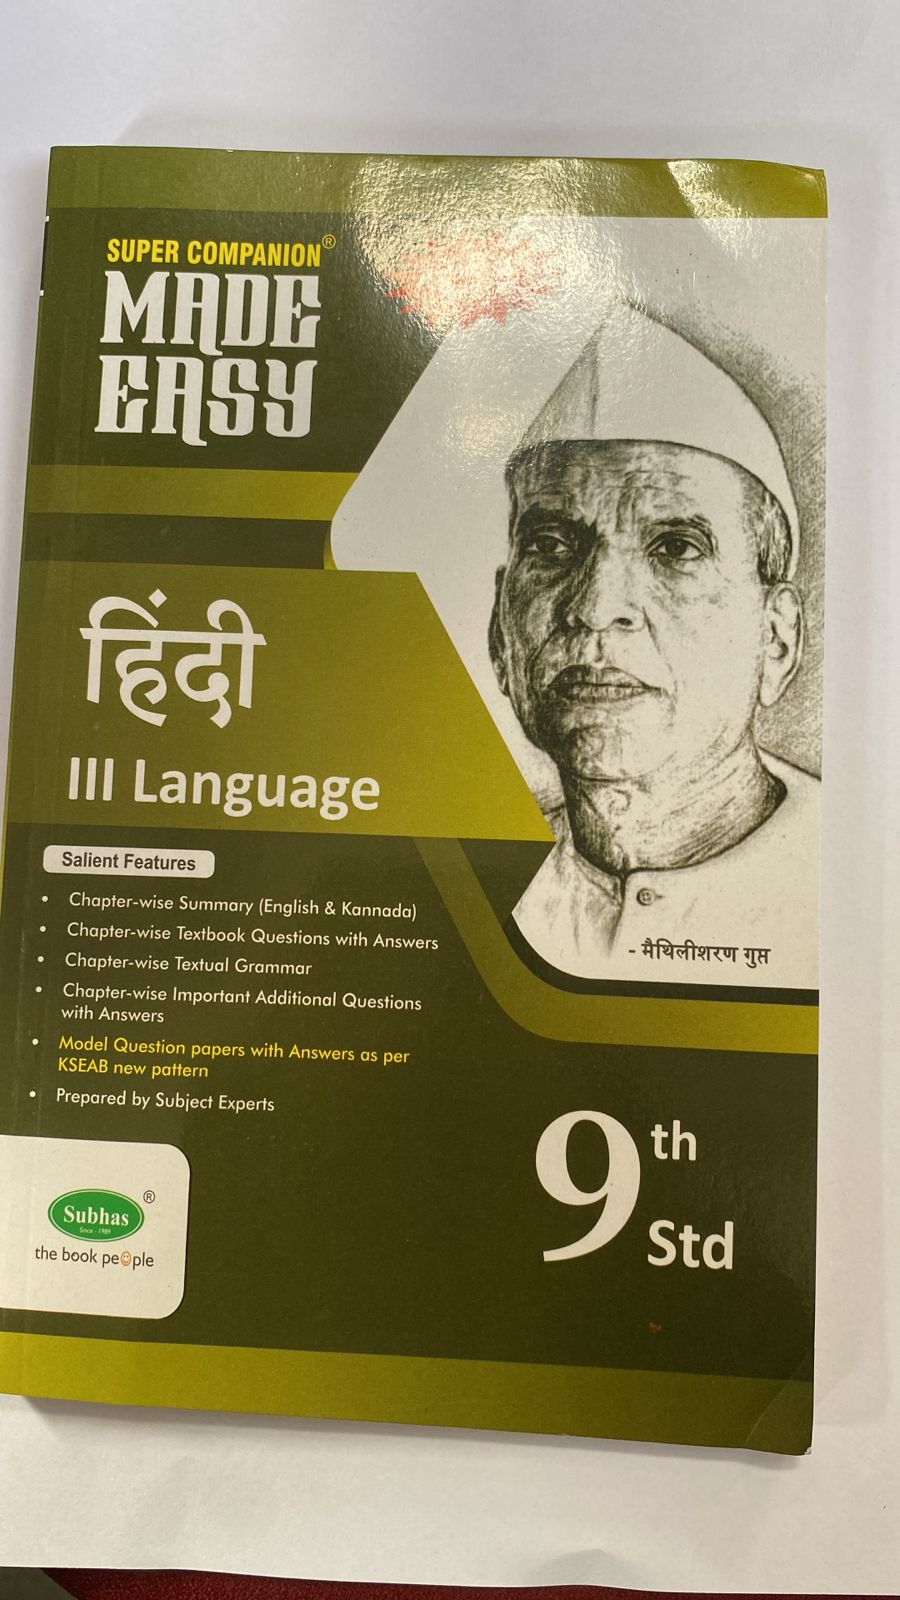 SUPER COMPANION®
MADE
EASY
हिंदी
III Language
Salient Features
• Chapter-wise Summary (English & Kannada)
• Chapter-wise Textbook Questions with Answers
• Chapter-wise Textual Grammar
• Chapter-wise Important Additional Questions
with Answers
• Model Question papers with Answers as per
KSEAB new pattern
• Prepared by Subject Experts
- मैथिलीशरण गुप्त
9th
Std
®
Subhas
Since - 1989
the book people